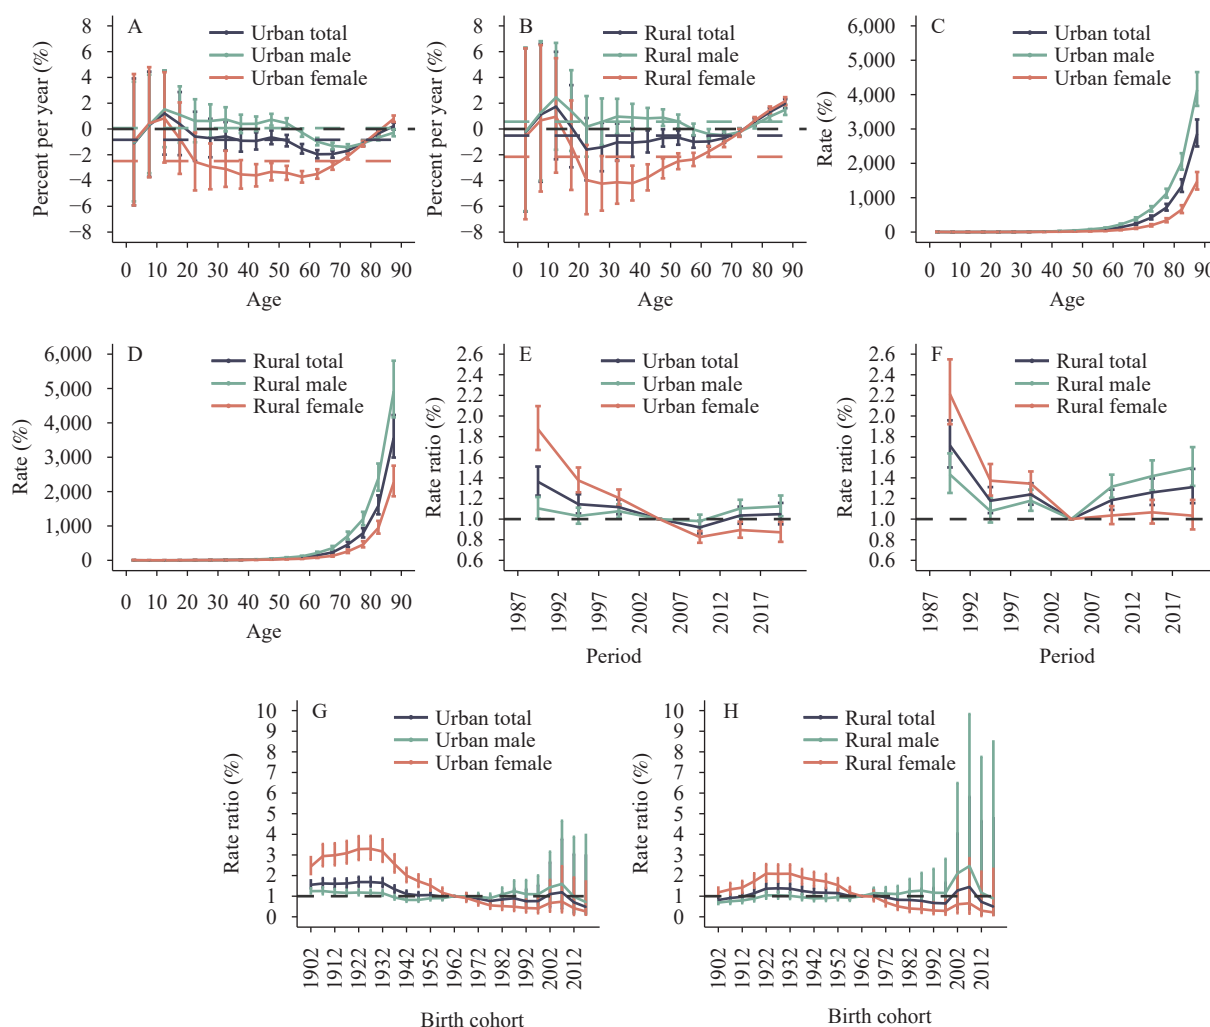 A
Urban total
Urban male
Urban female
Percent per year (%)
8
6
4
2
0
−2
−4
−6
−8
0 10 20 30 40 50 60 70 80 90
Age
B
Rural total
Rural male
Rural female
Percent per year (%)
8
6
4
2
0
−2
−4
−6
−8
0 10 20 30 40 50 60 70 80 90
Age
C
Urban total
Urban male
Urban female
Rate (%)
6,000
5,000
4,000
3,000
2,000
1,000
0
0 10 20 30 40 50 60 70 80 90
Age
D
Rural total
Rural male
Rural female
Rate (%)
6,000
5,000
4,000
3,000
2,000
1,000
0
0 10 20 30 40 50 60 70 80 90
Age
E
Urban total
Urban male
Urban female
Rate ratio (%)
2.6
2.4
2.2
2.0
1.8
1.6
1.4
1.2
1.0
0.8
0.6
1987 1992 1997 2002 2007 2012 2017
Period
F
Rural total
Rural male
Rural female
Rate ratio (%)
2.6
2.4
2.2
2.0
1.8
1.6
1.4
1.2
1.0
0.8
0.6
1987 1992 1997 2002 2007 2012 2017
Period
G
Urban total
Urban male
Urban female
Rate ratio (%)
10
9
8
7
6
5
4
3
2
1
0
1902 1912 1922 1932 1942 1952 1962 1972 1982 1992 2002 2012
Birth cohort
H
Rural total
Rural male
Rural female
Rate ratio (%)
10
9
8
7
6
5
4
3
2
1
0
1902 1912 1922 1932 1942 1952 1962 1972 1982 1992 2002 2012
Birth cohort